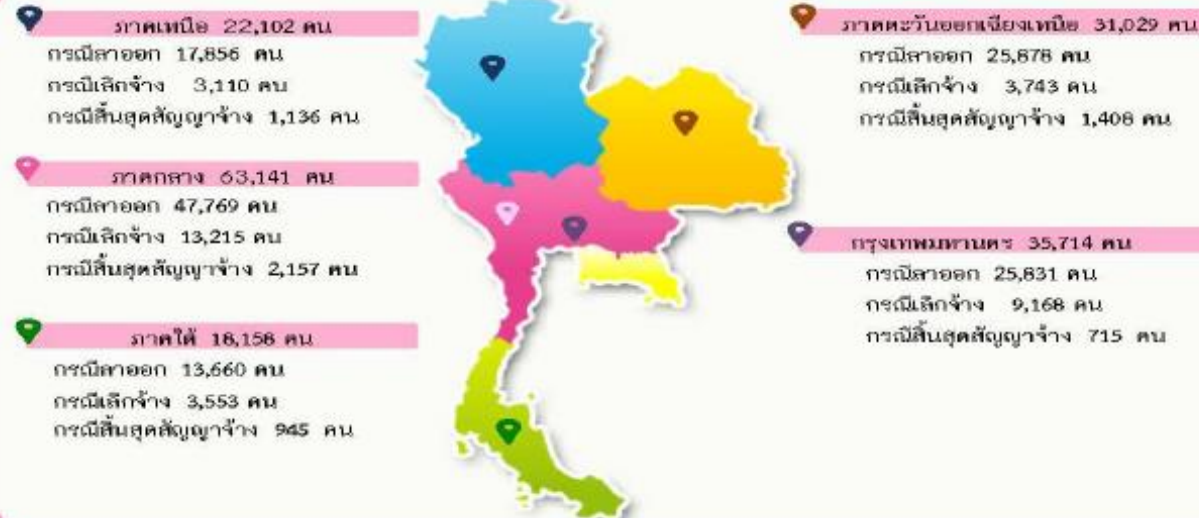 ภาคเหนือ 22,102 คน
กรณีลาออก 17,856 คน
กรณีเลิกจ้าง 3,110 คน
กรณีสิ้นสุดสัญญาจ้าง 1,136 คน
ภาคกลาง 63,141 คน
กรณีลาออก 47,769 คน
กรณีเลิกจ้าง 13,215 คน
กรณีสิ้นสุดสัญญาจ้าง 2,157 คน
ภาคใต้ 18,158 คน
กรณีลาออก 13,660 คน
กรณีเลิกจ้าง 3,553 คน
กรณีสิ้นสุดสัญญาจ้าง 945 คน
ภาคตะวันออกเฉียงเหนือ 31,029 คน
กรณีลาออก 25,878 คน
กรณีเลิกจ้าง 3,743 คน
กรณีสิ้นสุดสัญญาจ้าง 1,408 คน
กรุงเทพมหานคร 35,714 คน
กรณีลาออก 25,831 คน
กรณีเลิกจ้าง 9,168 คน
กรณีสิ้นสุดสัญญาจ้าง 715 คน